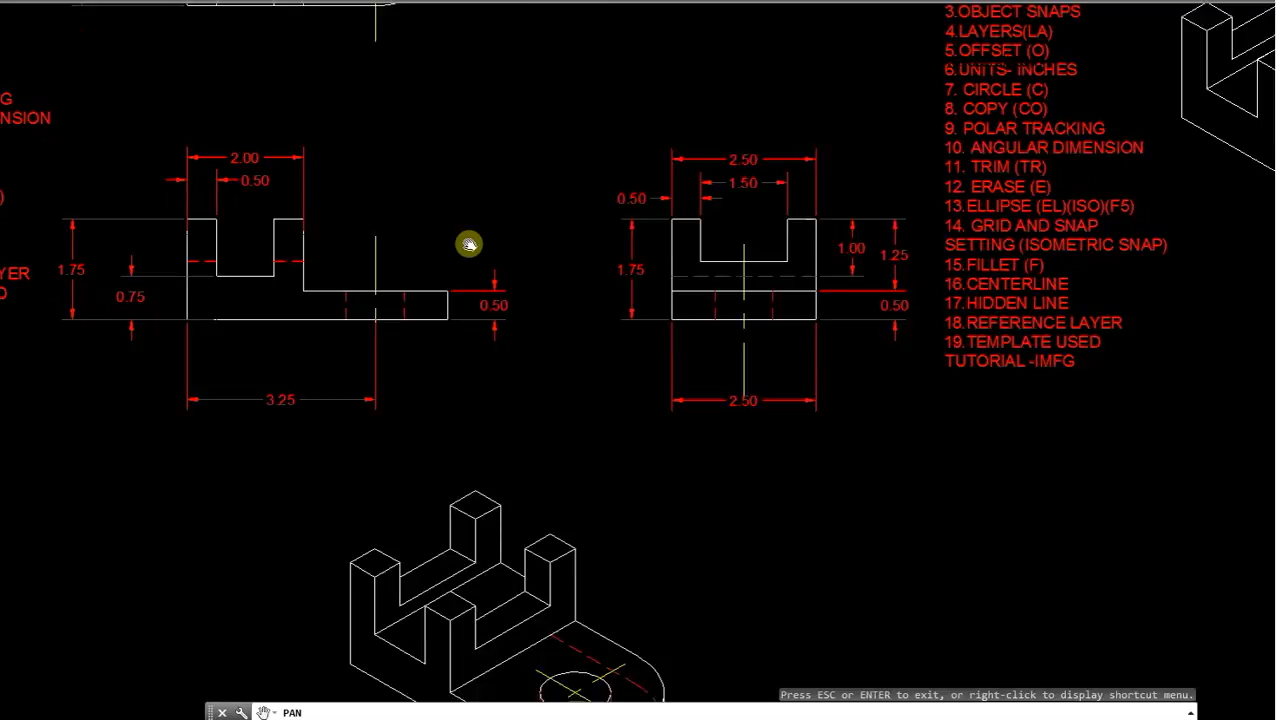 G
NSION
)
YER
D
2.00
0.50
1.75
0.75
0.50
3.25
2.50
1.50
0.50
1.75
1.00
1.25
0.50
2.50
3.OBJECT SNAPS
4.LAYERS(LA)
5.OFFSET (O)
6.UNITS- INCHES
7. CIRCLE (C)
8. COPY (CO)
9. POLAR TRACKING
10. ANGULAR DIMENSION
11. TRIM (TR)
12. ERASE (E)
13.ELLIPSE (EL)(ISO)(F5)
14. GRID AND SNAP
SETTING (ISOMETRIC SNAP)
15.FILLET (F)
16.CENTERLINE
17.HIDDEN LINE
18.REFERENCE LAYER
19.TEMPLATE USED
TUTORIAL -IMFG
Press ESC or ENTER to exit, or right-click to display shortcut menu.
PAN